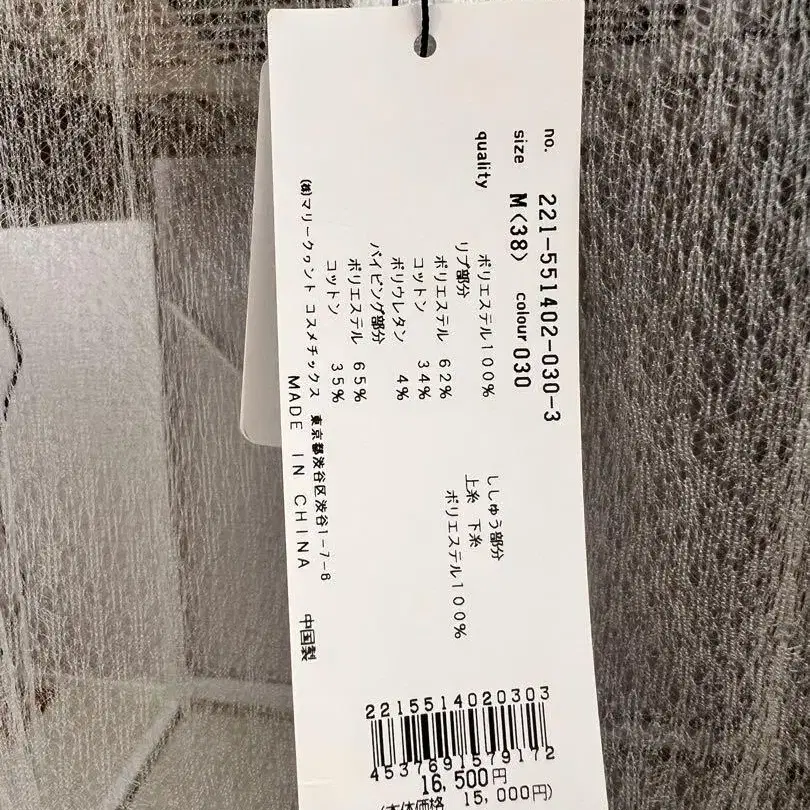 no. 221-551402-030-3
size M(38) colour 030
quality ポリエステル100%
リブ部分
ポリエステル 62%
コットン 34%
ポリウレタン 4%
パイピング部分
ポリエステル 65%
コットン 35%
ししゅう部分
上糸 下糸
ポリエステル100%
(株)マリークヮント コスメチックス 東京都渋谷区渋谷1-7-6
MADE IN CHINA 中国製
2215514020303
4537691579172
16,500円
(本体価格 15,000円)